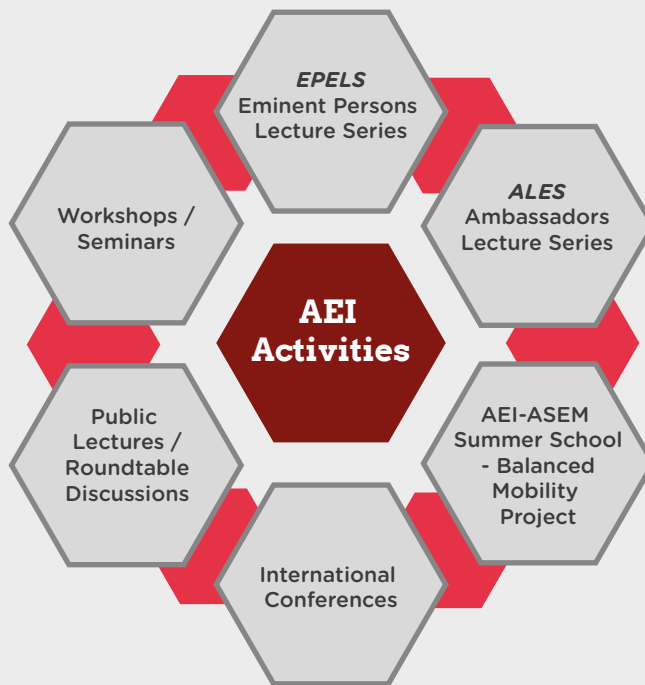 EPELS
Eminent Persons
Lecture Series
ALES
Ambassadors
Lecture Series
AEI-ASEM
Summer School
- Balanced
Mobility
Project
International
Conferences
Public
Lectures /
Roundtable
Discussions
Workshops /
Seminars
AEI
Activities